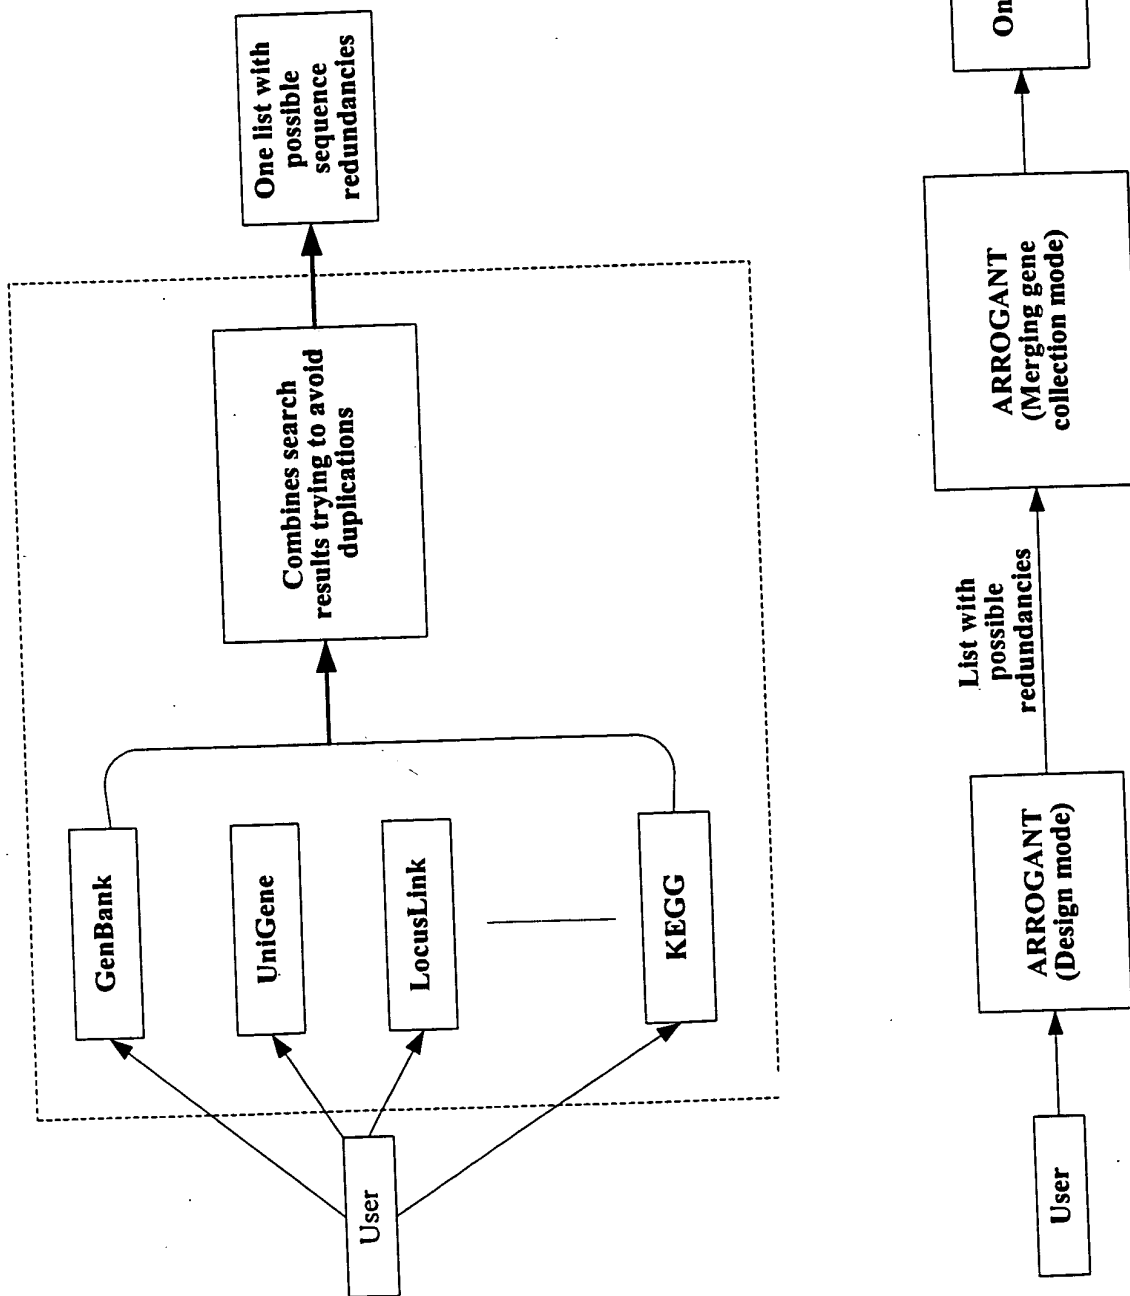 User
GenBank
UniGene
LocusLink
KEGG
Combines search
results trying to avoid
duplications
One list with
possible
sequence
redundancies
User
ARROGANT
(Design mode)
List with
possible
redundancies
ARROGANT
(Merging gene
collection mode)